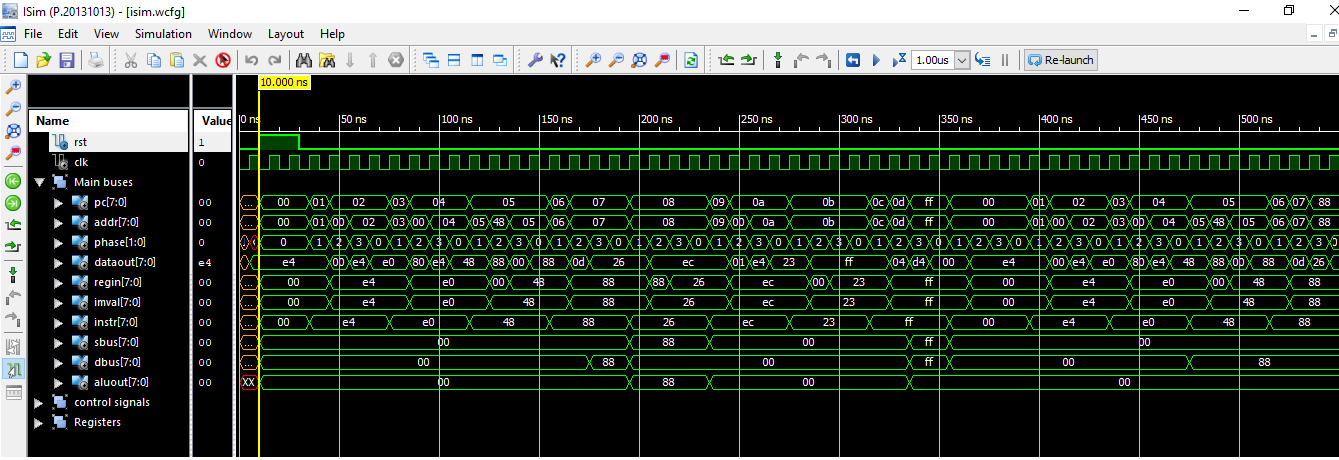 ISim (P.20131013) - [isim.wcfg]
File Edit View Simulation Window Layout Help
1.00us Re-launch
10.000 ns
Name Value 0 ns 50 ns 100 ns 150 ns 200 ns 250 ns 300 ns 350 ns 400 ns 450 ns 500 ns
rst 1
clk 0
Main buses
pc[7:0] 00 ... 00 01 02 03 04 05 06 07 08 09 0a 0b 0c 0d ff 00 01 02 03 04 05 06 07 88
addr[7:0] 00 ... 00 01 00 02 03 00 04 05 48 05 06 07 08 09 00 0a 0b 0c 0d ff 00 01 00 02 03 00 04 05 48 05 06 07 88
phase[1:0] 0 0 1 2 3 0 1 2 3 0 1 2 3 0 1 2 3 0 1 2 3 0 1 2 3 0 1 2 3 0 1 2 3 0 1 2 3 0 1 2 3 0 1 2 3 0 1 2 3 0 1 2 3 0
dataout[7:0] e4 e4 00 e4 e0 80 e4 48 88 00 88 0d 26 ec 01 e4 23 ff 04 d4 00 e4 00 e4 e0 80 e4 48 88 00 88 0d 26
regin[7:0] 00 ... 00 e4 e0 00 48 88 88 26 ec 00 23 ff 00 e4 e0 00 48 88
imval[7:0] 00 ... 00 e4 e0 48 88 26 ec 23 ff 00 e4 e0 48 88
instr[7:0] 00 ... 00 e4 e0 48 88 26 ec 23 ff 00 e4 e0 48 88
sbus[7:0] 00 ... 00 88 00 ff 00
dbus[7:0] 00 ... 00 88 00 ff 00 88
aluout[7:0] 00 XX 00 88 00 00
control signals
Registers